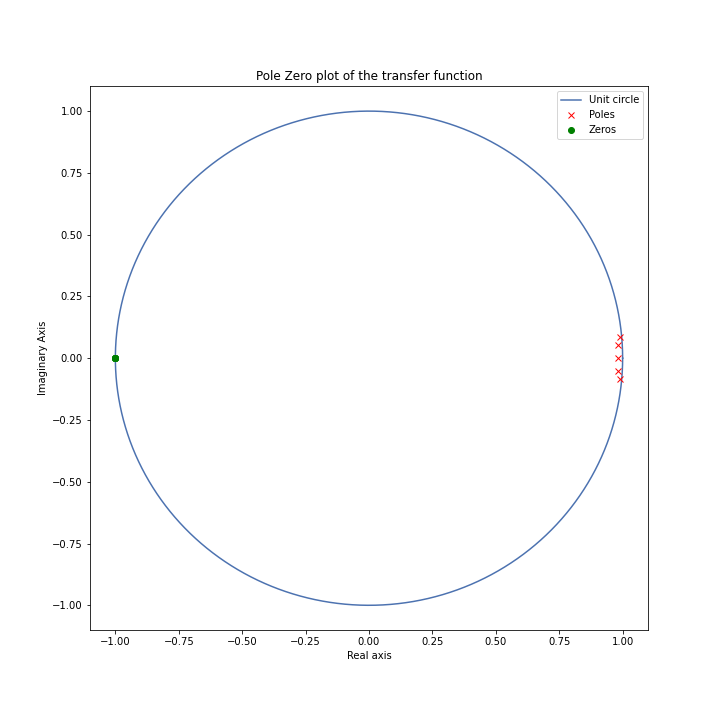 Pole Zero plot of the transfer function
Unit circle
Poles
Zeros
Imaginary Axis
1.00
0.75
0.50
0.25
0.00
−0.25
−0.50
−0.75
−1.00
−1.00 −0.75 −0.50 −0.25 0.00 0.25 0.50 0.75 1.00
Real axis